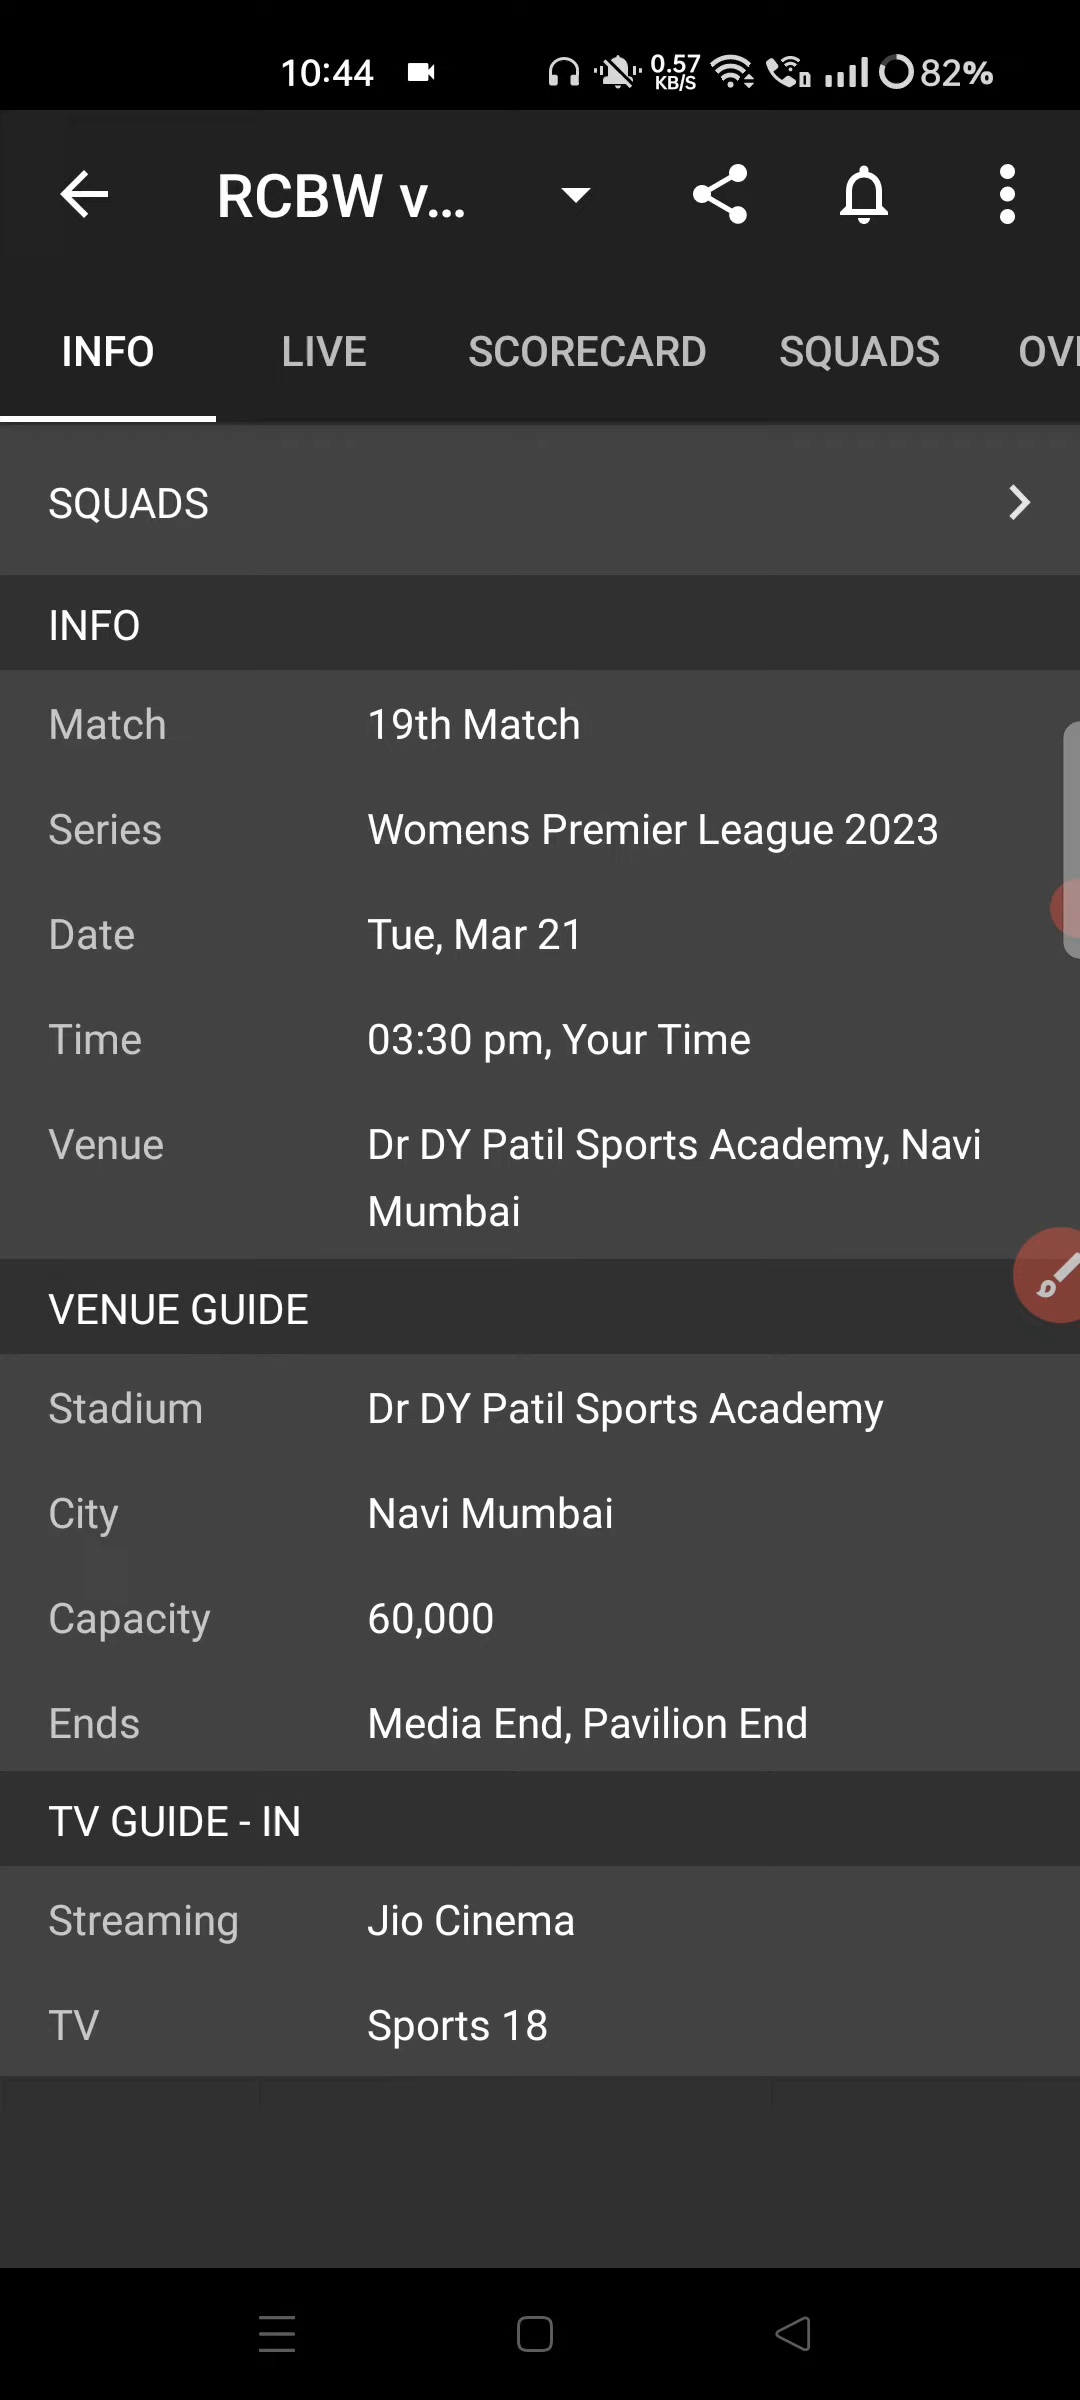 10:44 0.57 KB/S 82%
RCBW v...
INFO LIVE SCORECARD SQUADS OV
SQUADS
INFO
Match 19th Match
Series Womens Premier League 2023
Date Tue, Mar 21
Time 03:30 pm, Your Time
Venue Dr DY Patil Sports Academy, Navi
Mumbai
VENUE GUIDE
Stadium Dr DY Patil Sports Academy
City Navi Mumbai
Capacity 60,000
Ends Media End, Pavilion End
TV GUIDE - IN
Streaming Jio Cinema
TV Sports 18